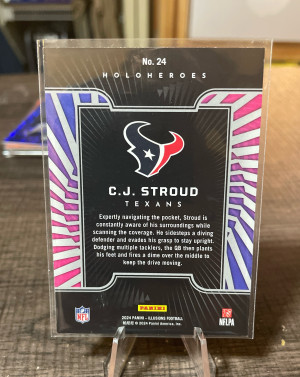 No. 24
HOLOHEROES
C.J. STROUD
TEXANS
Expertly navigating the pocket, Stroud is
constantly aware of his surroundings while
scanning the coverage. He sidesteps a diving
defender and evades his grasp to stay upright.
Dodging multiple tacklers, the QB then plants
his feet and fires a dime over the middle to
keep the drive moving.
NFL
PANINI
NFLPA
2024 PANINI - ILLUSIONS FOOTBALL
© 2024 Panini America, Inc.